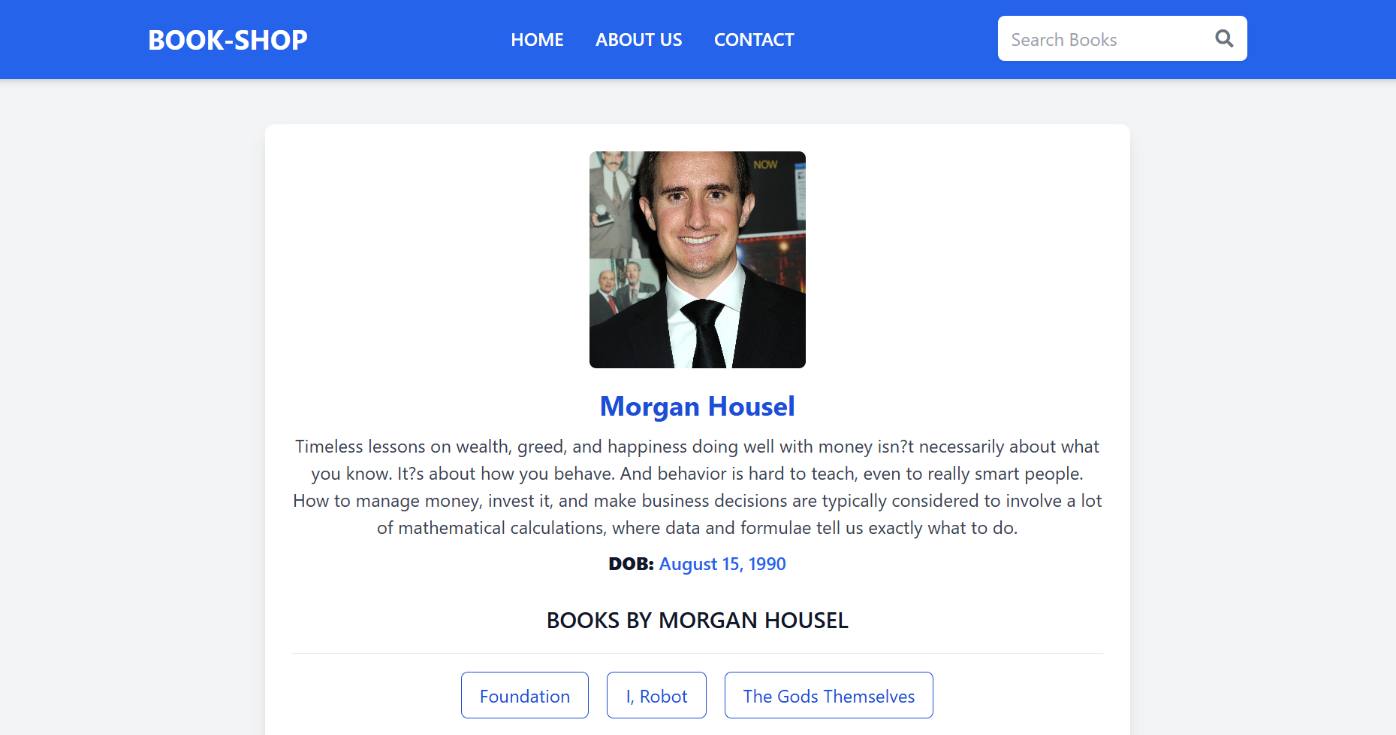 BOOK-SHOP
HOME ABOUT US CONTACT
Search Books
NOW
Morgan Housel
Timeless lessons on wealth, greed, and happiness doing well with money isn?t necessarily about what
you know. It?s about how you behave. And behavior is hard to teach, even to really smart people.
How to manage money, invest it, and make business decisions are typically considered to involve a lot
of mathematical calculations, where data and formulae tell us exactly what to do.
DOB: August 15, 1990
BOOKS BY MORGAN HOUSEL
Foundation I, Robot The Gods Themselves